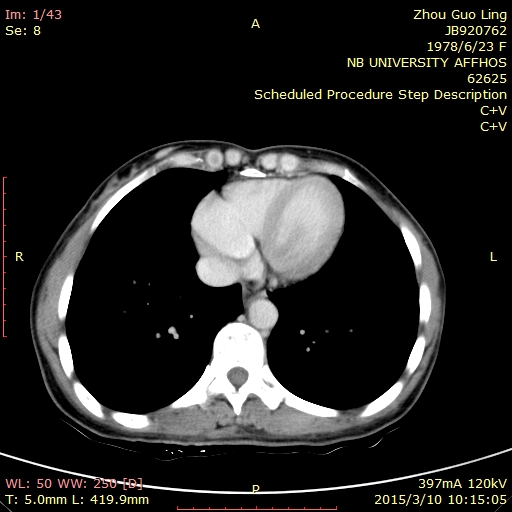 Im: 1/43
Se: 8
A
Zhou Guo Ling
JB920762
1978/6/23 F
NB UNIVERSITY AFFHOS
62625
Scheduled Procedure Step Description
C+V
C+V
R
L
WL: 50 WW: 250 [D]
T: 5.0mm L: 419.9mm
P
397mA 120kV
2015/3/10 10:15:05